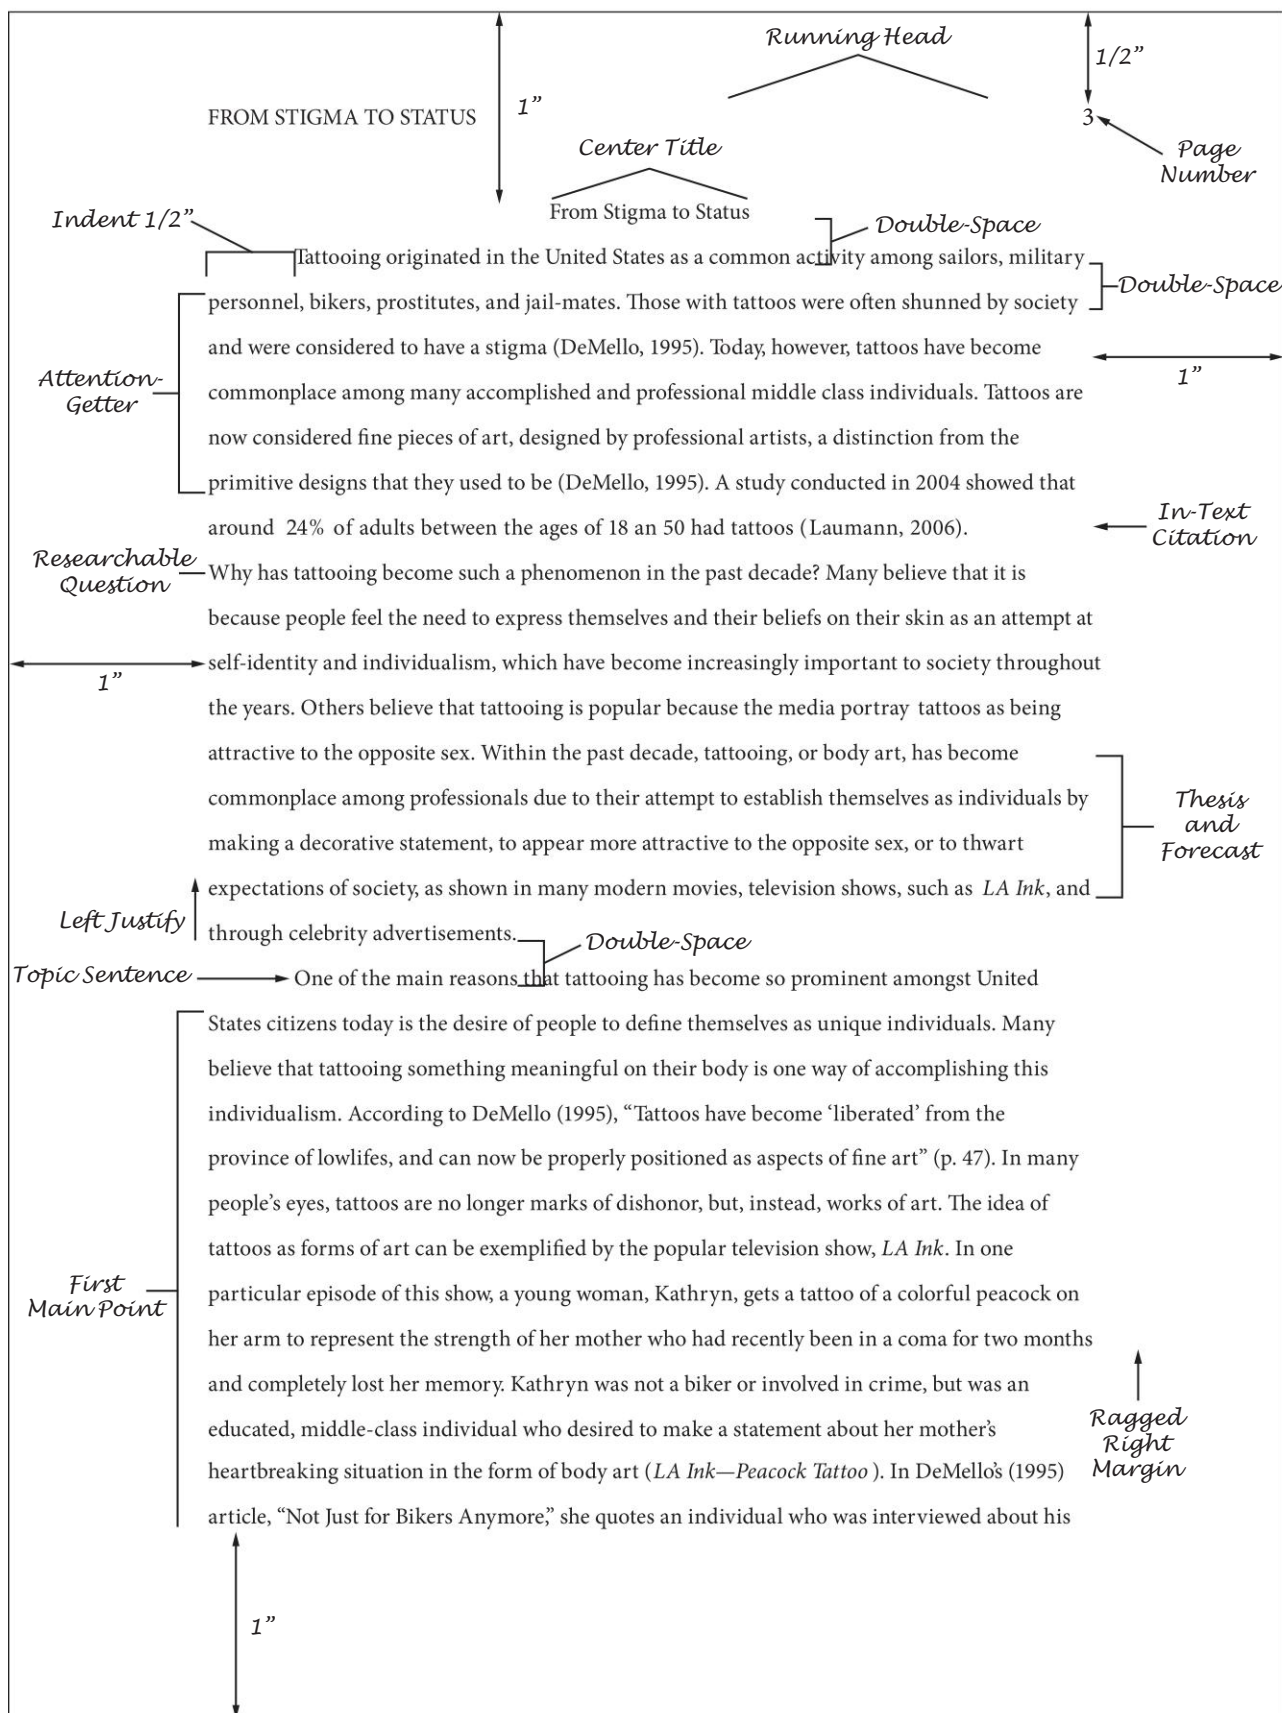 Running Head
1/2”
1”
FROM STIGMA TO STATUS
3
Center Title
Page
Number
From Stigma to Status
Indent 1/2”
Double-Space
Tattooing originated in the United States as a common activity among sailors, military
Double-Space
personnel, bikers, prostitutes, and jail-mates. Those with tattoos were often shunned by society
and were considered to have a stigma (DeMello, 1995). Today, however, tattoos have become
1”
Attention-
Getter
commonplace among many accomplished and professional middle class individuals. Tattoos are
now considered fine pieces of art, designed by professional artists, a distinction from the
primitive designs that they used to be (DeMello, 1995). A study conducted in 2004 showed that
around 24% of adults between the ages of 18 an 50 had tattoos (Laumann, 2006).
In-Text
Citation
Researchable
Question
Why has tattooing become such a phenomenon in the past decade? Many believe that it is
because people feel the need to express themselves and their beliefs on their skin as an attempt at
self-identity and individualism, which have become increasingly important to society throughout
1”
the years. Others believe that tattooing is popular because the media portray tattoos as being
attractive to the opposite sex. Within the past decade, tattooing, or body art, has become
commonplace among professionals due to their attempt to establish themselves as individuals by
Thesis
and
Forecast
making a decorative statement, to appear more attractive to the opposite sex, or to thwart
expectations of society, as shown in many modern movies, television shows, such as LA Ink, and
Left Justify
through celebrity advertisements.
Double-Space
Topic Sentence
One of the main reasons that tattooing has become so prominent amongst United
States citizens today is the desire of people to define themselves as unique individuals. Many
believe that tattooing something meaningful on their body is one way of accomplishing this
individualism. According to DeMello (1995), “Tattoos have become ‘liberated’ from the
province of lowlifes, and can now be properly positioned as aspects of fine art” (p. 47). In many
people’s eyes, tattoos are no longer marks of dishonor, but, instead, works of art. The idea of
tattoos as forms of art can be exemplified by the popular television show, LA Ink. In one
First
Main Point
particular episode of this show, a young woman, Kathryn, gets a tattoo of a colorful peacock on
her arm to represent the strength of her mother who had recently been in a coma for two months
and completely lost her memory. Kathryn was not a biker or involved in crime, but was an
educated, middle-class individual who desired to make a statement about her mother’s
Ragged
Right
Margin
heartbreaking situation in the form of body art (LA Ink—Peacock Tattoo ). In DeMello’s (1995)
article, “Not Just for Bikers Anymore,” she quotes an individual who was interviewed about his
1”